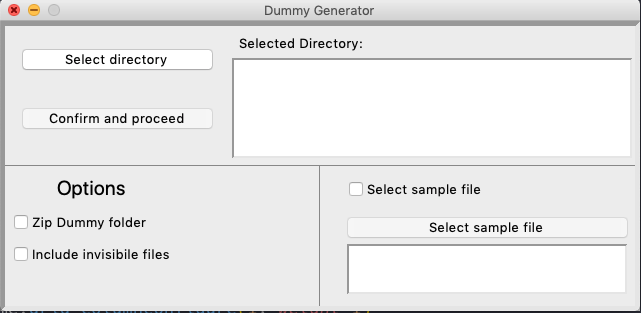 Dummy Generator
Select directory
Selected Directory:
Confirm and proceed
Options
Select sample file
Zip Dummy folder
Select sample file
Include invisibile files